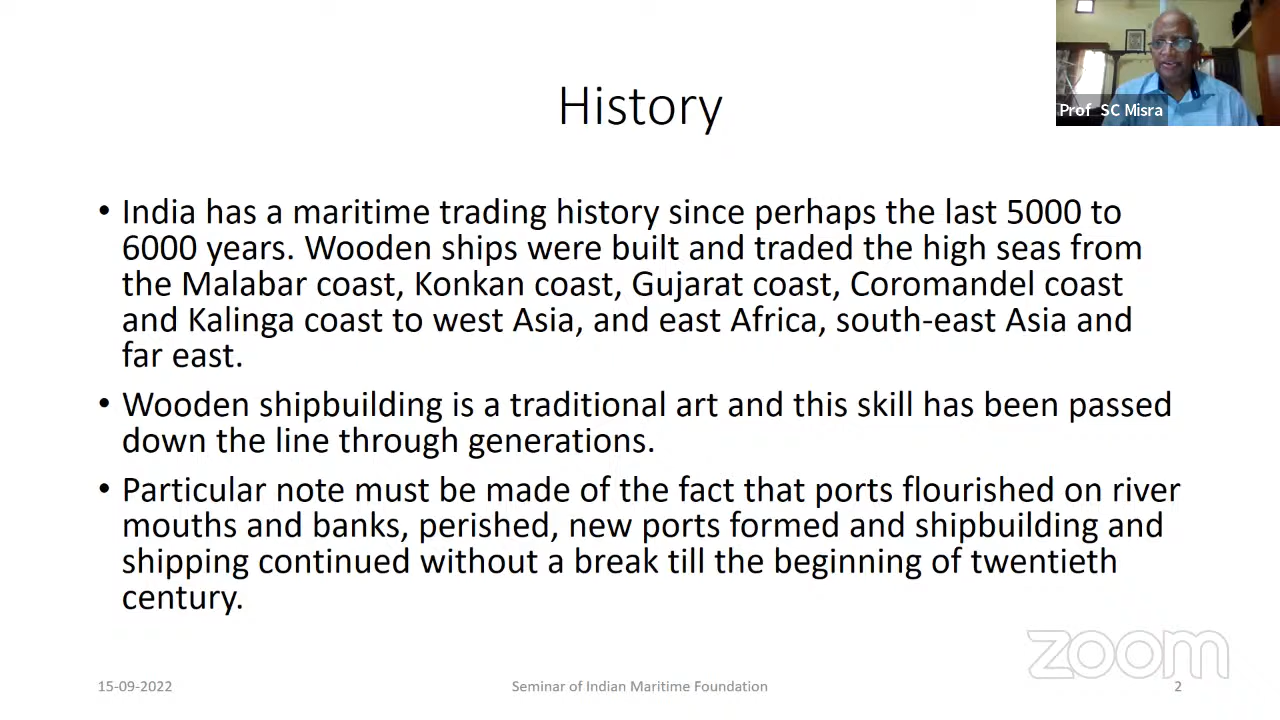 Prof SC Misra
History
• India has a maritime trading history since perhaps the last 5000 to
6000 years. Wooden ships were built and traded the high seas from
the Malabar coast, Konkan coast, Gujarat coast, Coromandel coast
and Kalinga coast to west Asia, and east Africa, south-east Asia and
far east.
• Wooden shipbuilding is a traditional art and this skill has been passed
down the line through generations.
• Particular note must be made of the fact that ports flourished on river
mouths and banks, perished, new ports formed and shipbuilding and
shipping continued without a break till the beginning of twentieth
century.
zoom
15-09-2022
Seminar of Indian Maritime Foundation
2